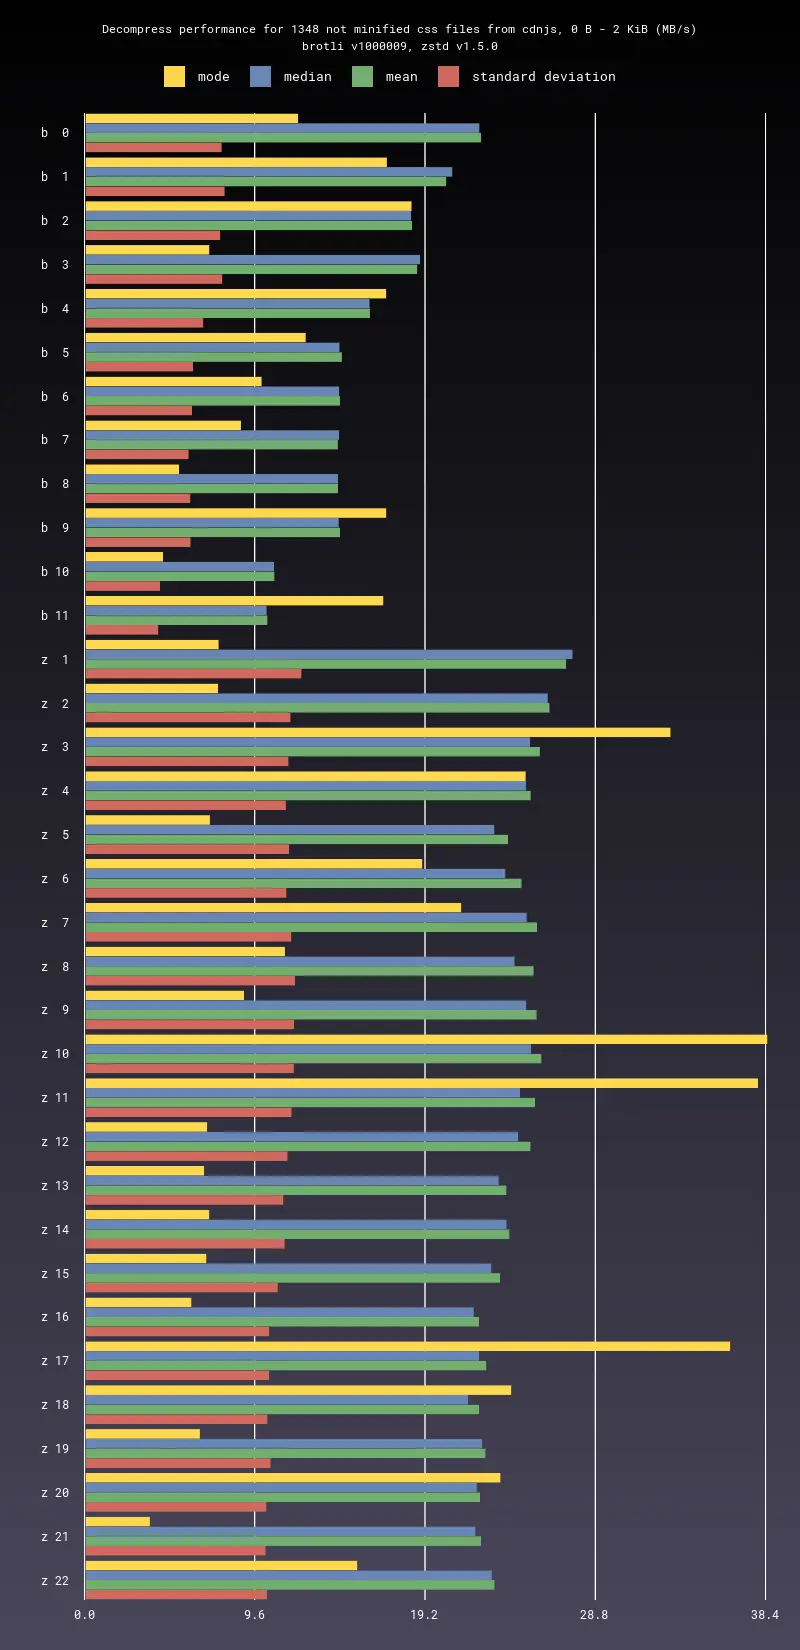 Decompress performance for 1348 not minified css files from cdnjs, 0 B - 2 KiB (MB/s)
brotli v1000009, zstd v1.5.0
mode median mean standard deviation
b 0
b 1
b 2
b 3
b 4
b 5
b 6
b 7
b 8
b 9
b 10
b 11
z 1
z 2
z 3
z 4
z 5
z 6
z 7
z 8
z 9
z 10
z 11
z 12
z 13
z 14
z 15
z 16
z 17
z 18
z 19
z 20
z 21
z 22
0.0 9.6 19.2 28.8 38.4